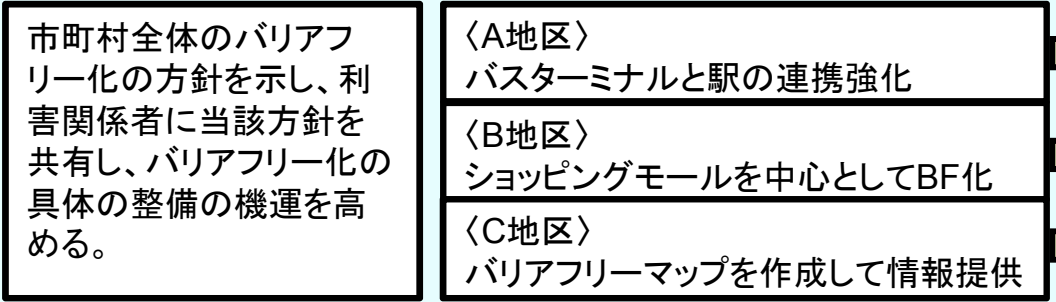 市町村全体のバリアフ
リー化の方針を示し、利
害関係者に当該方針を
共有し、バリアフリー化の
具体の整備の機運を高
める。
〈A地区〉
バスターミナルと駅の連携強化
〈B地区〉
ショッピングモールを中心としてBF化
〈C地区〉
バリアフリーマップを作成して情報提供